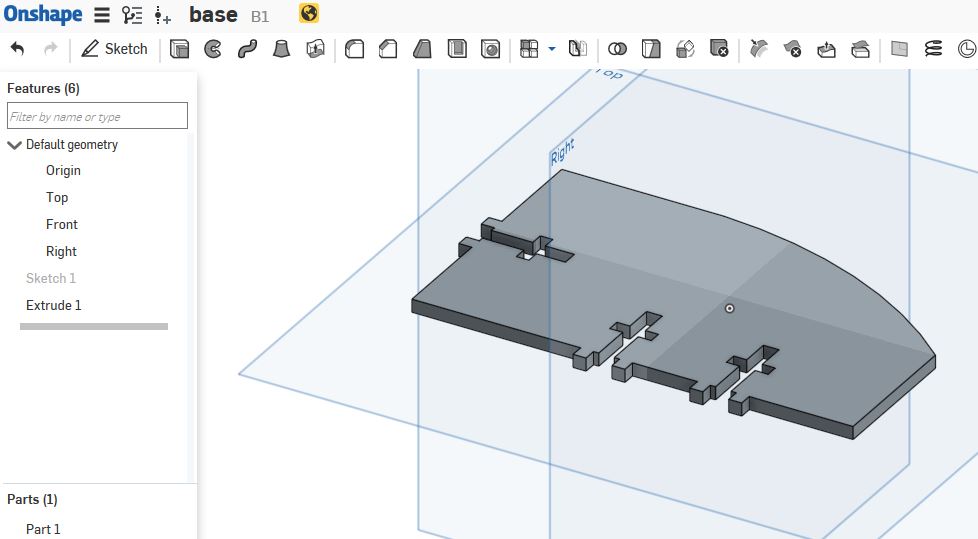 Onshape base B1
Sketch
Features (6)
Filter by name or type
Default geometry
Origin
Top
Front
Right
Sketch 1
Extrude 1
Parts (1)
Part 1
Top
Right